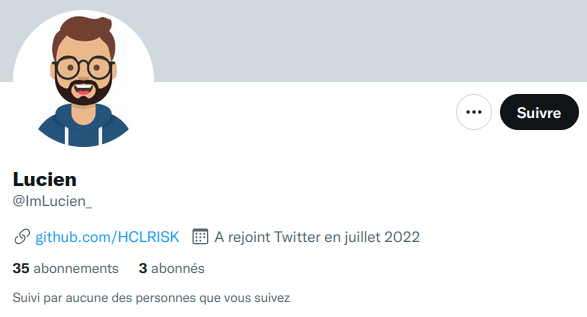 Suivre
Lucien
@ImLucien_
github.com/HCLRISK A rejoint Twitter en juillet 2022
35 abonnements 3 abonnés
Suivi par aucune des personnes que vous suivez